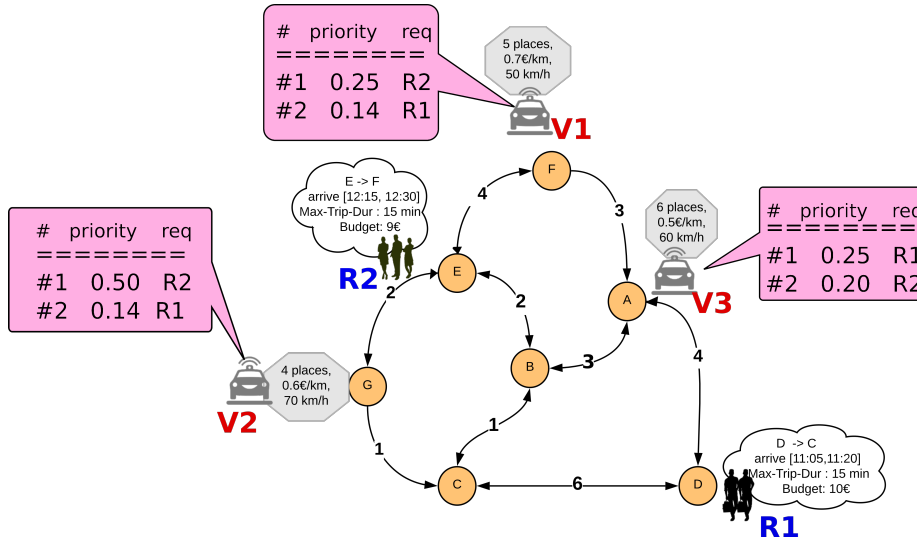 # priority req
=========
#1 0.25 R2
#2 0.14 R1
5 places,
0.7€/km,
50 km/h
V1
E -> F
arrive [12:15, 12:30]
Max-Trip-Dur : 15 min
Budget: 9€
R2
# priority req
========
#1 0.50 R2
#2 0.14 R1
V2
4 places,
0.6€/km,
70 km/h
6 places,
0.5€/km,
60 km/h
V3
# priority req
=========
#1 0.25 R1
#2 0.20 R2
F
4
3
E
2
2
A
B
3
4
G
1
1
C
6
D
D -> C
arrive [11:05,11:20]
Max-Trip-Dur : 15 min
Budget: 10€
R1